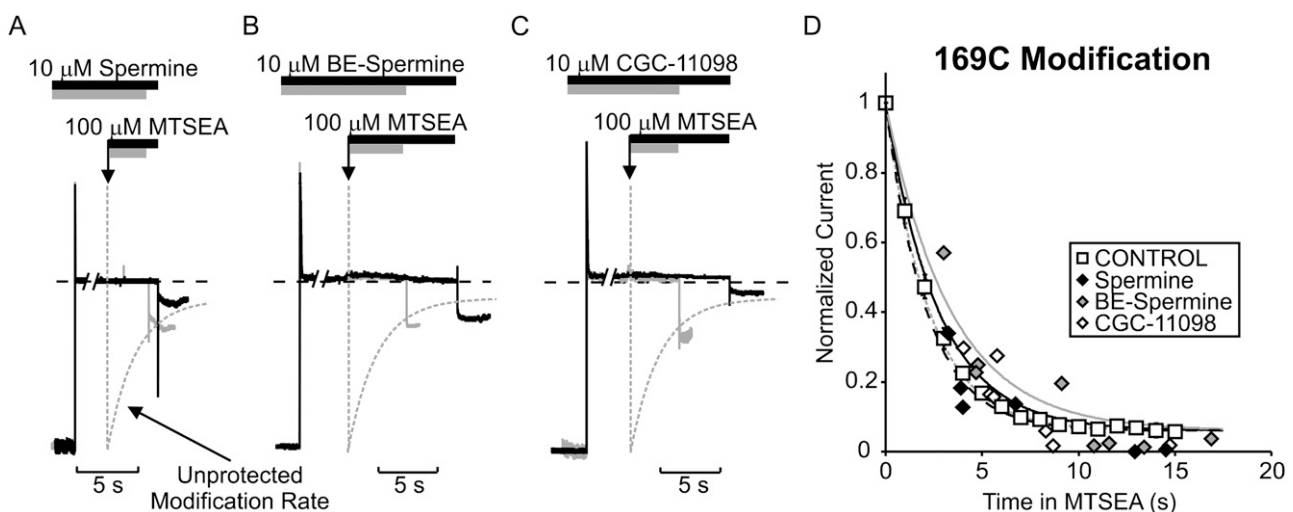 A
10 μM Spermine
100 μM MTSEA
5 s
Unprotected
Modification Rate
B
10 μM BE-Spermine
100 μM MTSEA
5 s
C
10 μM CGC-11098
100 μM MTSEA
5 s
D
169C Modification
Normalized Current
1
0.8
0.6
0.4
0.2
0
CONTROL
Spermine
BE-Spermine
CGC-11098
0
5
10
15
20
Time in MTSEA (s)